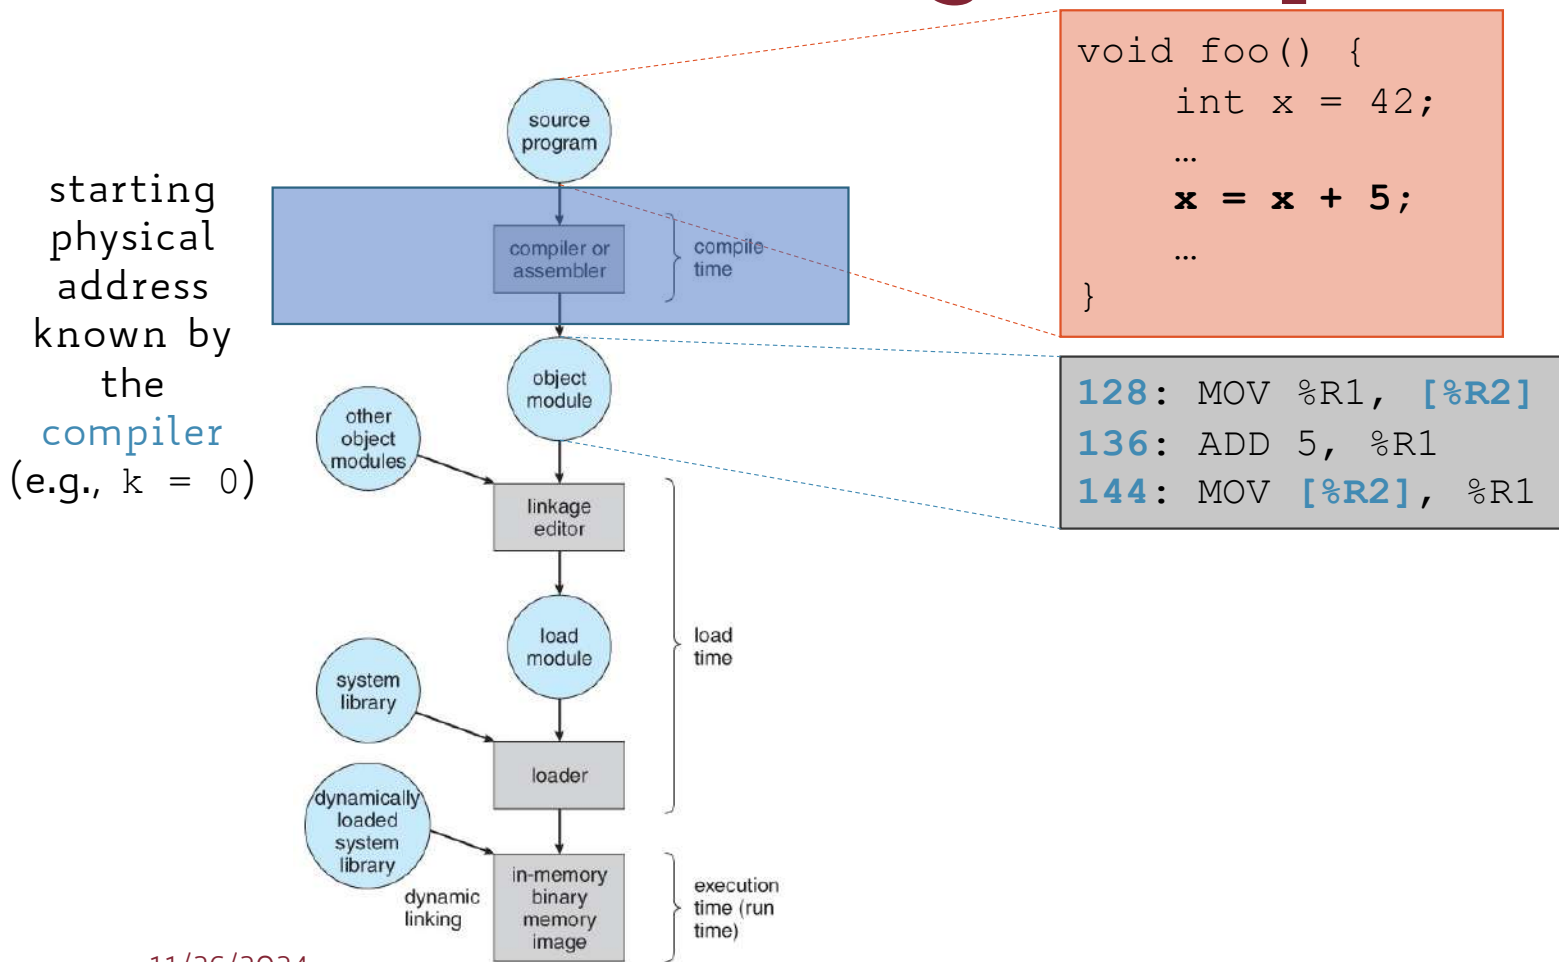 starting
physical
address
known by
the
compiler
(e.g., k = 0)
source
program
compiler or
assembler
compile
time
object
module
other
object
modules
linkage
editor
load
module
load
time
system
library
loader
dynamically
loaded
system
library
dynamic
linking
in-memory
binary
memory
image
execution
time (run
time)
void foo() {
int x = 42;
…
x = x + 5;
…
}
128: MOV %R1, [%R2]
136: ADD 5, %R1
144: MOV [%R2], %R1